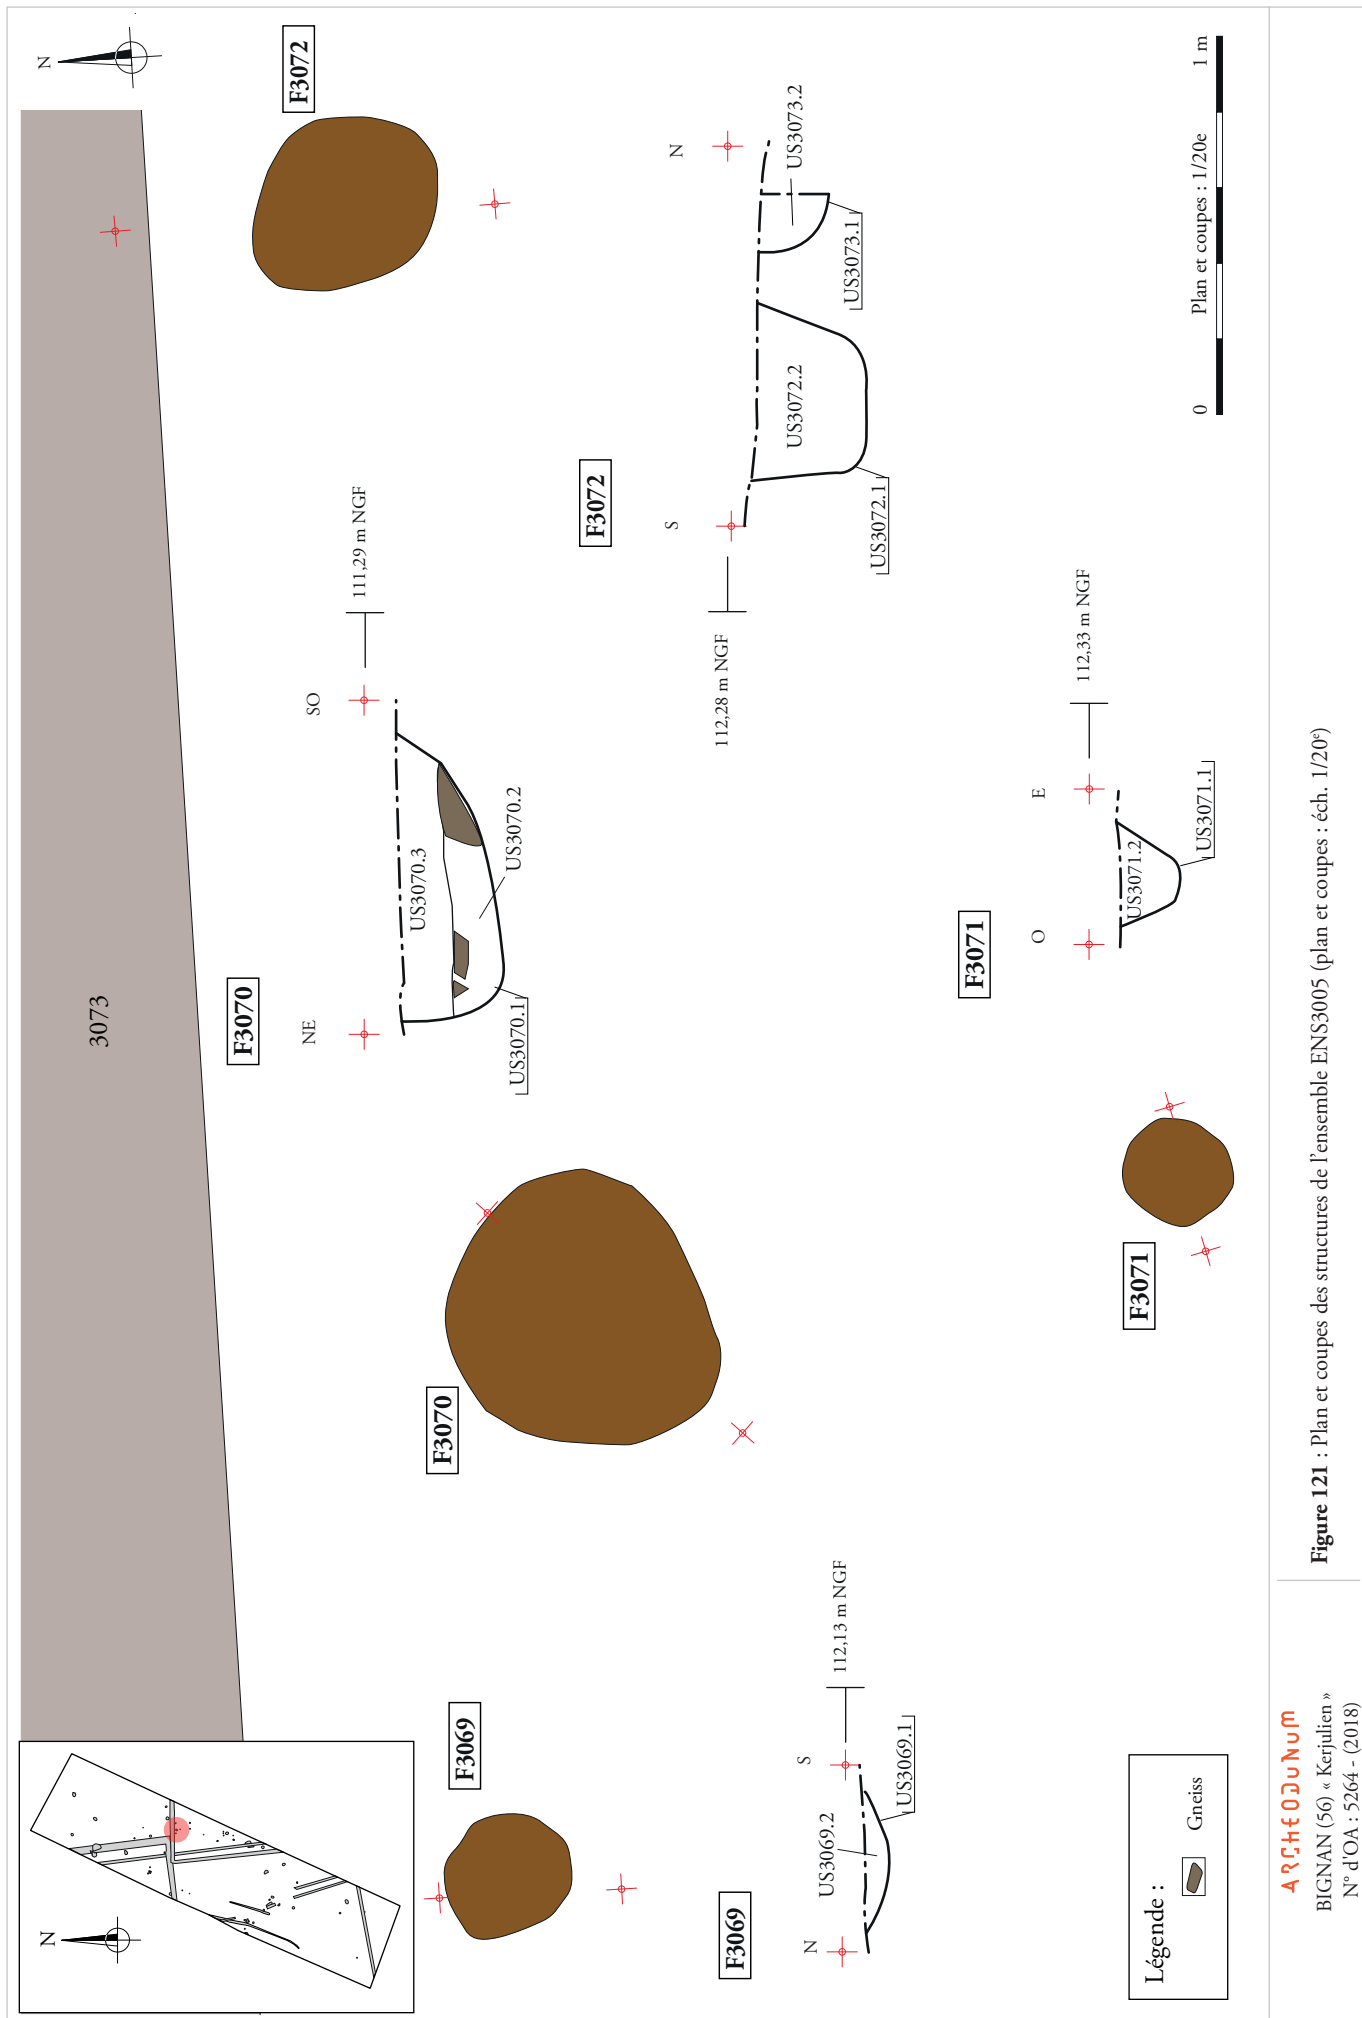 N
3073
F3072
N
F3069
F3070
F3070
NE
SO
111,29 m NGF
US3070.3
US3070.2
US3070.1
F3072
S
N
112,28 m NGF
US3072.2
US3072.1
US3073.2
US3073.1
F3069
N
S
112,13 m NGF
US3069.2
US3069.1
F3071
F3071
O
E
112,33 m NGF
US3071.2
US3071.1
Légende :
Gneiss
0
Plan et coupes : 1/20e
1 m
ARCHEODUNUM
BIGNAN (56) « Kerjulien »
N° d'OA : 5264 - (2018)
Figure 121 : Plan et coupes des structures de l'ensemble ENS3005 (plan et coupes : éch. 1/20e)